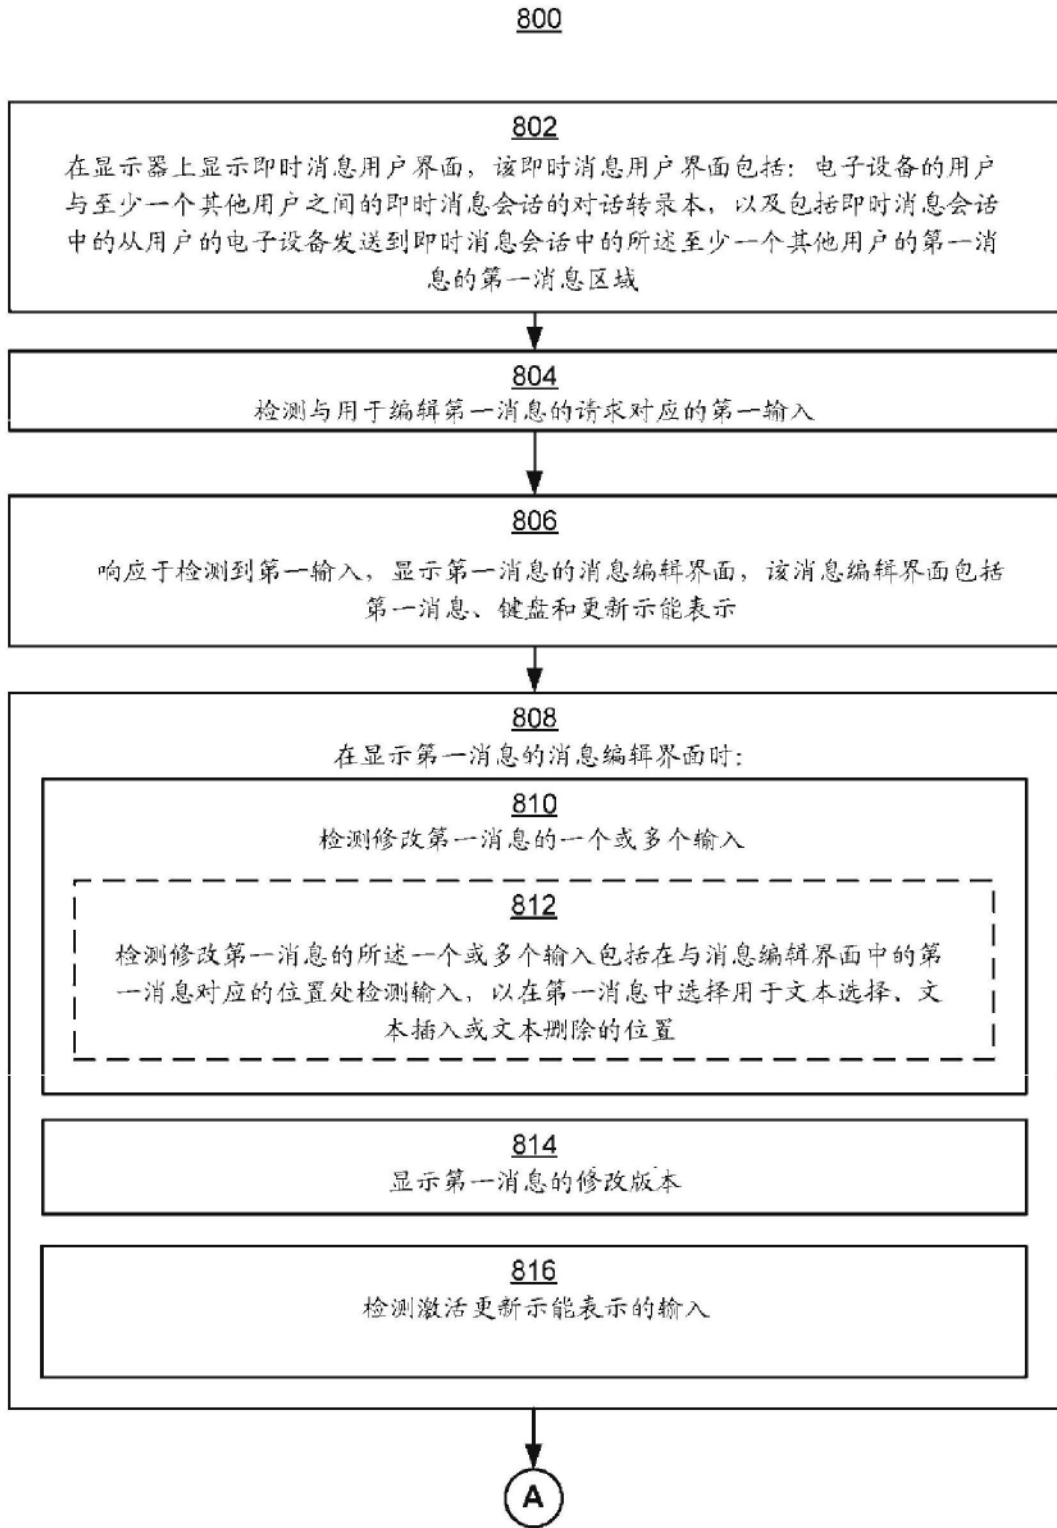 800
802
在显示器上显示即时消息用户界面，该即时消息用户界面包括：电子设备的用户
与至少一个其他用户之间的即时消息会话的对话转录本，以及包括即时消息会话
中的从用户的电子设备发送到即时消息会话中的所述至少一个其他用户的第一消
息的第一消息区域
804
检测与用于编辑第一消息的请求对应的第一输入
806
响应于检测到第一输入，显示第一消息的消息编辑界面，该消息编辑界面包括
第一消息、键盘和更新示能表示
808
在显示第一消息的消息编辑界面时：
810
检测修改第一消息的一个或多个输入
812
检测修改第一消息的所述一个或多个输入包括在与消息编辑界面中的第
一消息对应的位置处检测输入，以在第一消息中选择用于文本选择、文
本插入或文本删除的位置
814
显示第一消息的修改版本
816
检测激活更新示能表示的输入
A